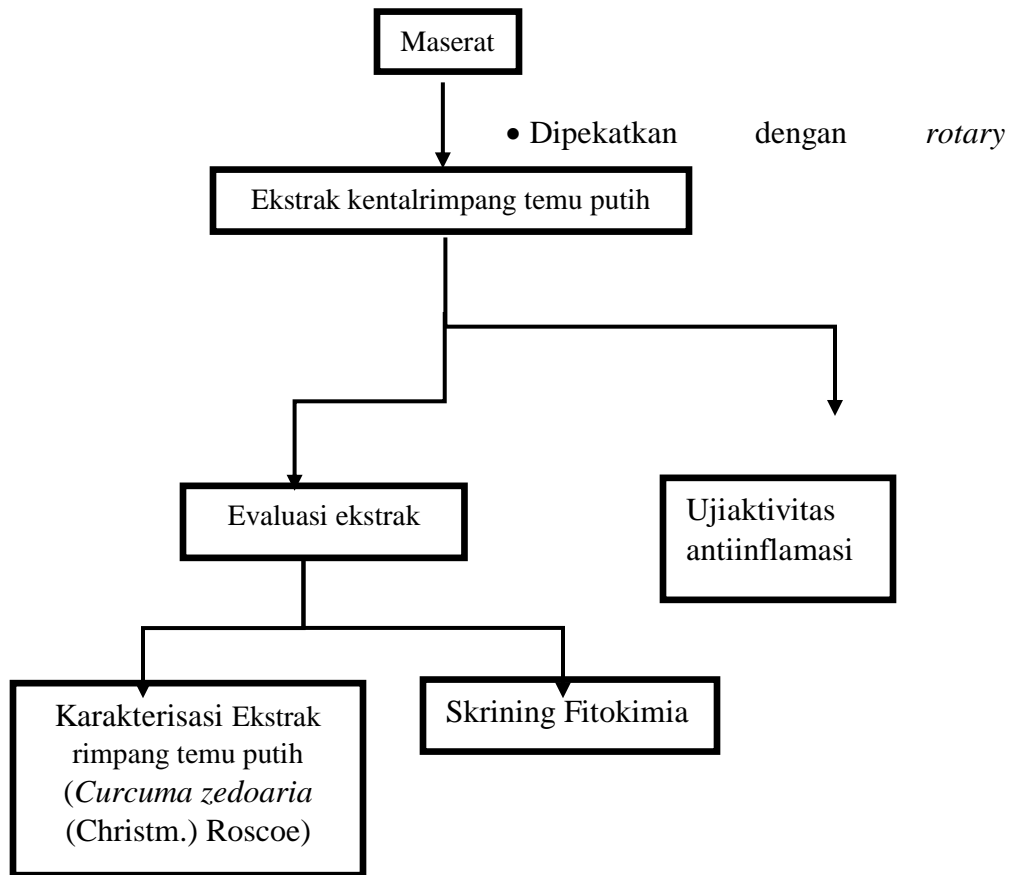 Maserat
• Dipekatkan dengan rotary
Ekstrak kentalrimpang temu putih
Evaluasi ekstrak
Ujiaktivitas
antiinflamasi
Karakterisasi Ekstrak
rimpang temu putih
(Curcuma zedoaria
(Christm.) Roscoe)
Skrining Fitokimia